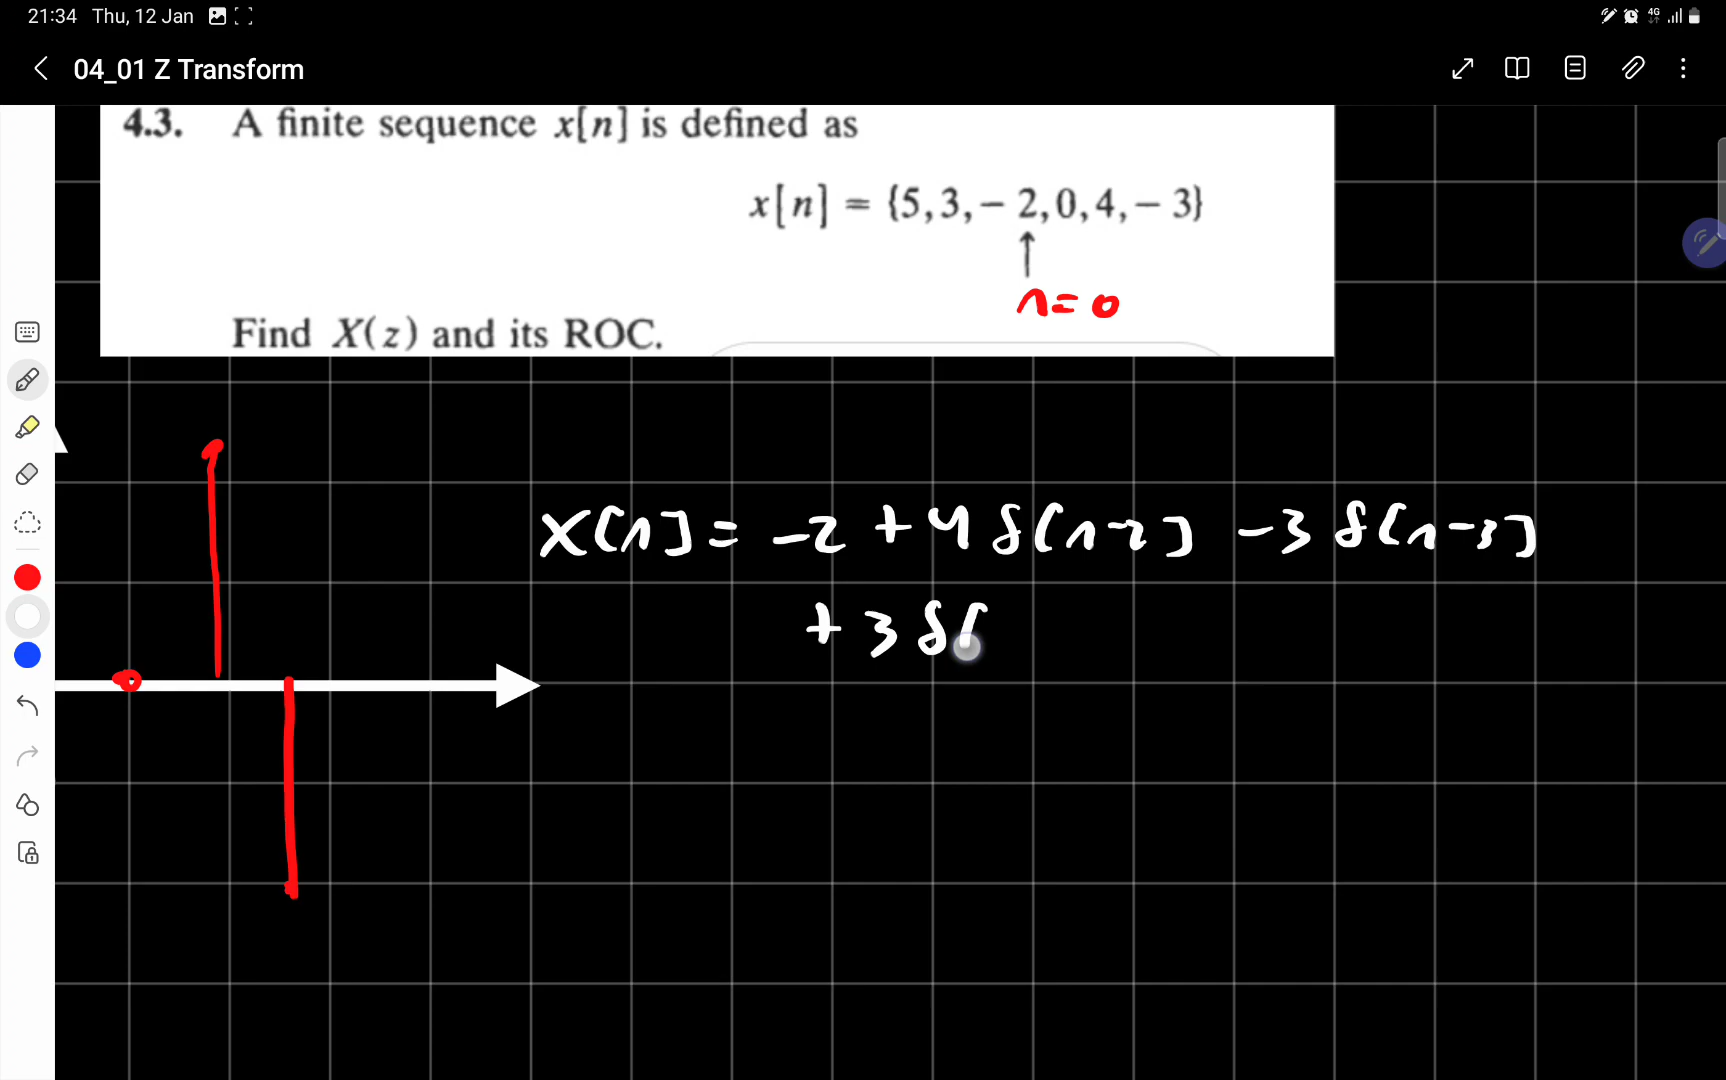 21:34 Thu, 12 Jan
4G
04_01 Z Transform
4.3. A finite sequence x[n] is defined as
x[n] = {5, 3, − 2, 0, 4, − 3}
↑
n = 0
Find X(z) and its ROC.
x[n] = -2 + 4 δ[n-2] -3 δ[n-3]
+ 3 δ[